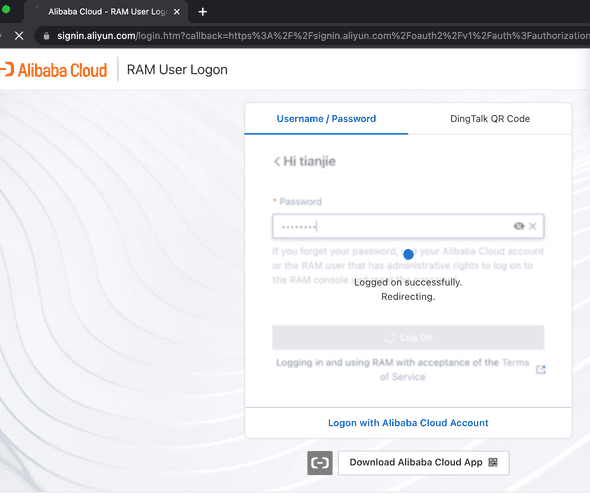 Alibaba Cloud - RAM User Log
signin.aliyun.com/login.htm?callback=https%3A%2F%2Fsignin.aliyun.com%2Foauth2%2Fv1%2Fauth%3Fauthorization
Alibaba Cloud | RAM User Logon
Username / Password
DingTalk QR Code
Hi tianjie
* Password
••••••••
If you forget your password, use your Alibaba Cloud account
or the RAM user that has administrative rights to log on to
the RAM console and
Logged on successfully.
Redirecting.
Log On
Logging in and using RAM with acceptance of the Terms
of Service
Logon with Alibaba Cloud Account
Download Alibaba Cloud App